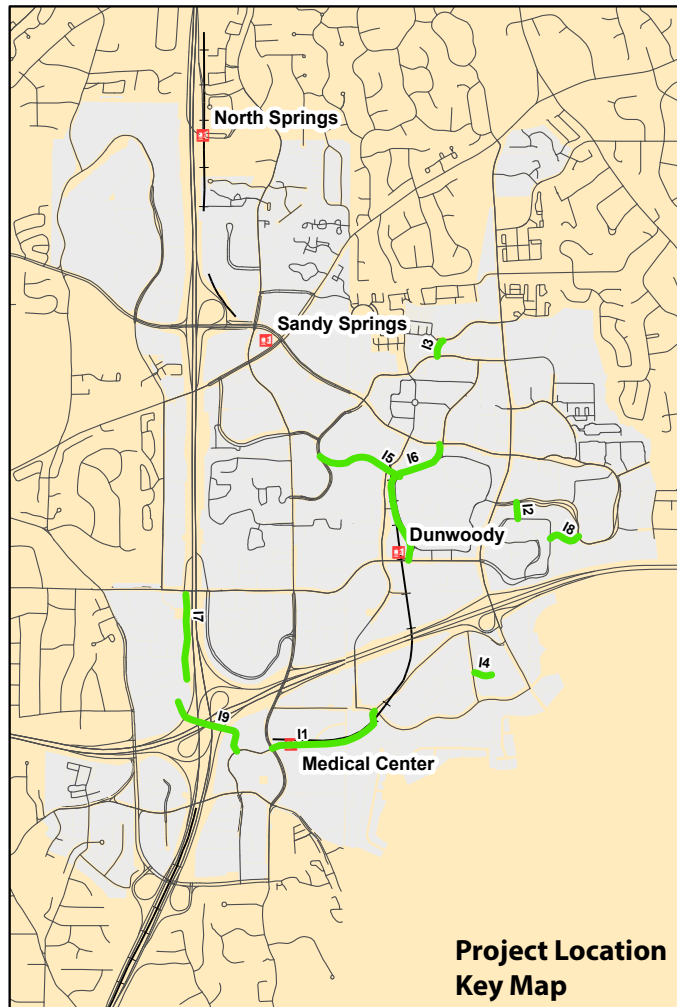 North Springs
Sandy Springs
I3
I5
I6
I2
Dunwoody
I8
I7
I4
I9
I1
Medical Center
Project Location
Key Map